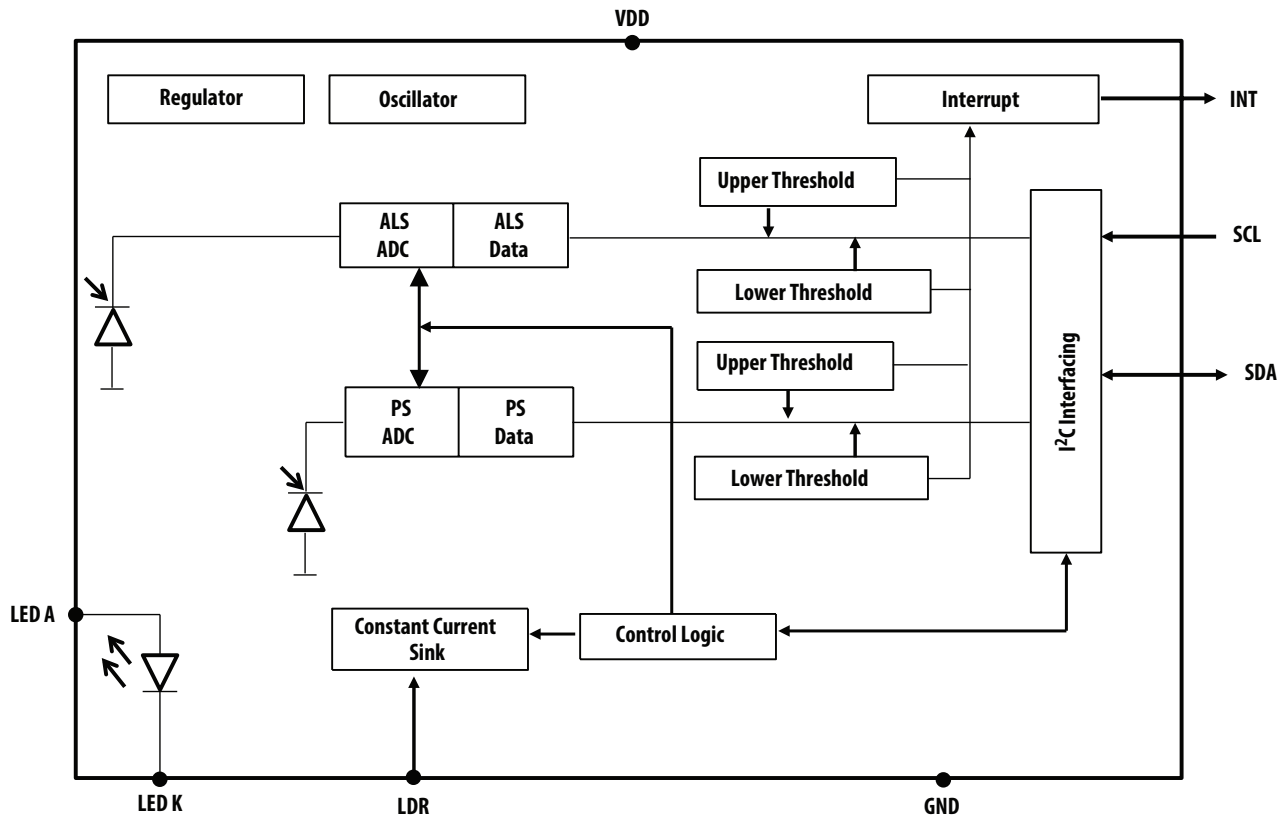 VDD
Regulator
Oscillator
Interrupt
INT
Upper Threshold
ALS
ADC
ALS
Data
SCL
Lower Threshold
Upper Threshold
SDA
PS
ADC
PS
Data
I²C Interfacing
Lower Threshold
LED A
Constant Current
Sink
Control Logic
LED K
LDR
GND